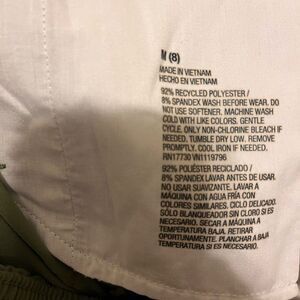 M (8)
MADE IN VIETNAM
HECHO EN VIETNAM
92% RECYCLED POLYESTER /
8% SPANDEX WASH BEFORE WEAR. DO
NOT USE SOFTENER. MACHINE WASH
COLD WITH LIKE COLORS. GENTLE
CYCLE. ONLY NON-CHLORINE BLEACH IF
NEEDED. TUMBLE DRY LOW. REMOVE
PROMPTLY. COOL IRON IF NEEDED.
RN17730 VN1119796
92% POLIÉSTER RECICLADO /
8% SPANDEX LAVAR ANTES DE USAR.
NO USAR SUAVIZANTE. LAVAR A
MÁQUINA CON AGUA FRÍA CON
COLORES SIMILARES. CICLO DELICADO.
SÓLO BLANQUEADOR SIN CLORO SI ES
NECESARIO. SECAR A MÁQUINA A
TEMPERATURA BAJA. RETIRAR
OPORTUNAMENTE. PLANCHAR A BAJA
TEMPERATURA SI ES NECESARIO.